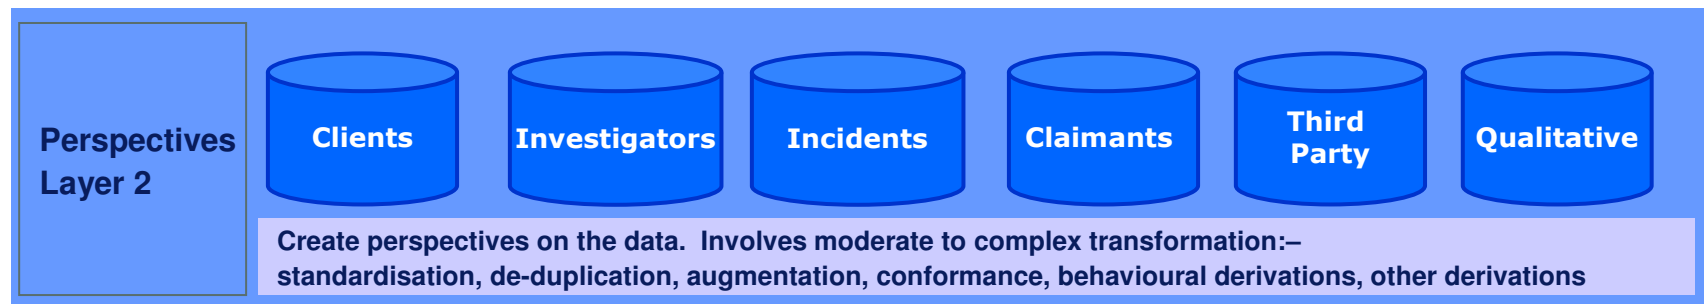 Perspectives
Layer 2
Clients
Investigators
Incidents
Claimants
Third
Party
Qualitative
Create perspectives on the data.  Involves moderate to complex transformation:–
standardisation, de-duplication, augmentation, conformance, behavioural derivations, other derivations